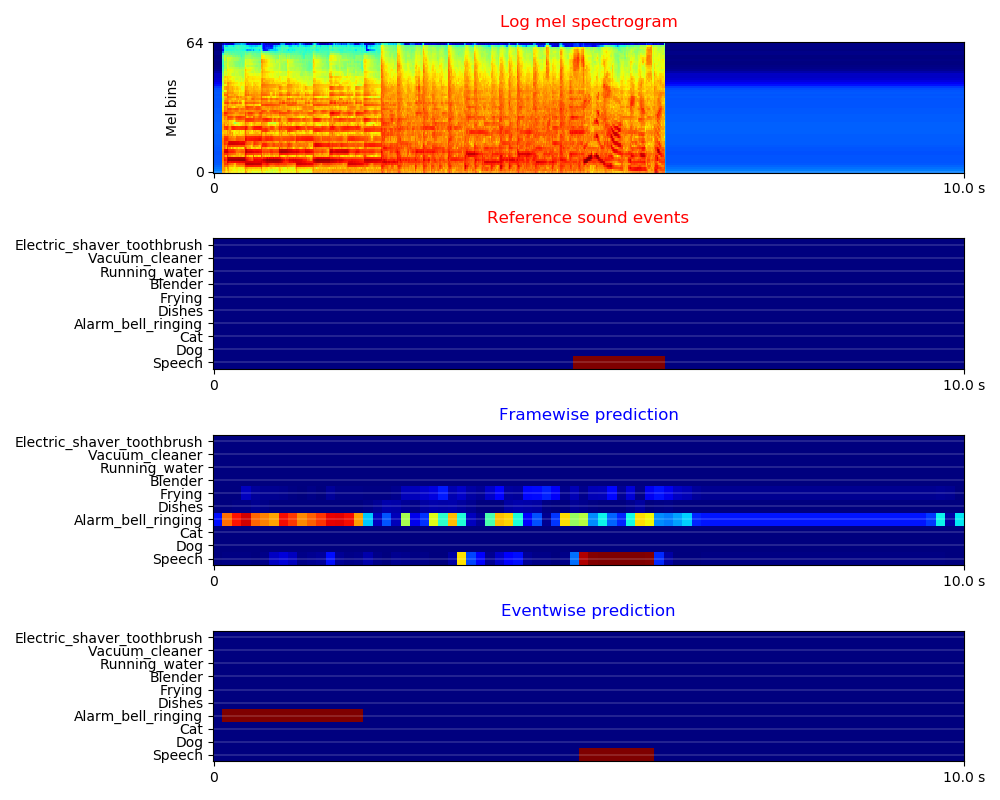 Log mel spectrogram
64
Mel bins
0
0 10.0 s
Reference sound events
Electric_shaver_toothbrush
Vacuum_cleaner
Running_water
Blender
Frying
Dishes
Alarm_bell_ringing
Cat
Dog
Speech
0 10.0 s
Framewise prediction
Electric_shaver_toothbrush
Vacuum_cleaner
Running_water
Blender
Frying
Dishes
Alarm_bell_ringing
Cat
Dog
Speech
0 10.0 s
Eventwise prediction
Electric_shaver_toothbrush
Vacuum_cleaner
Running_water
Blender
Frying
Dishes
Alarm_bell_ringing
Cat
Dog
Speech
0 10.0 s